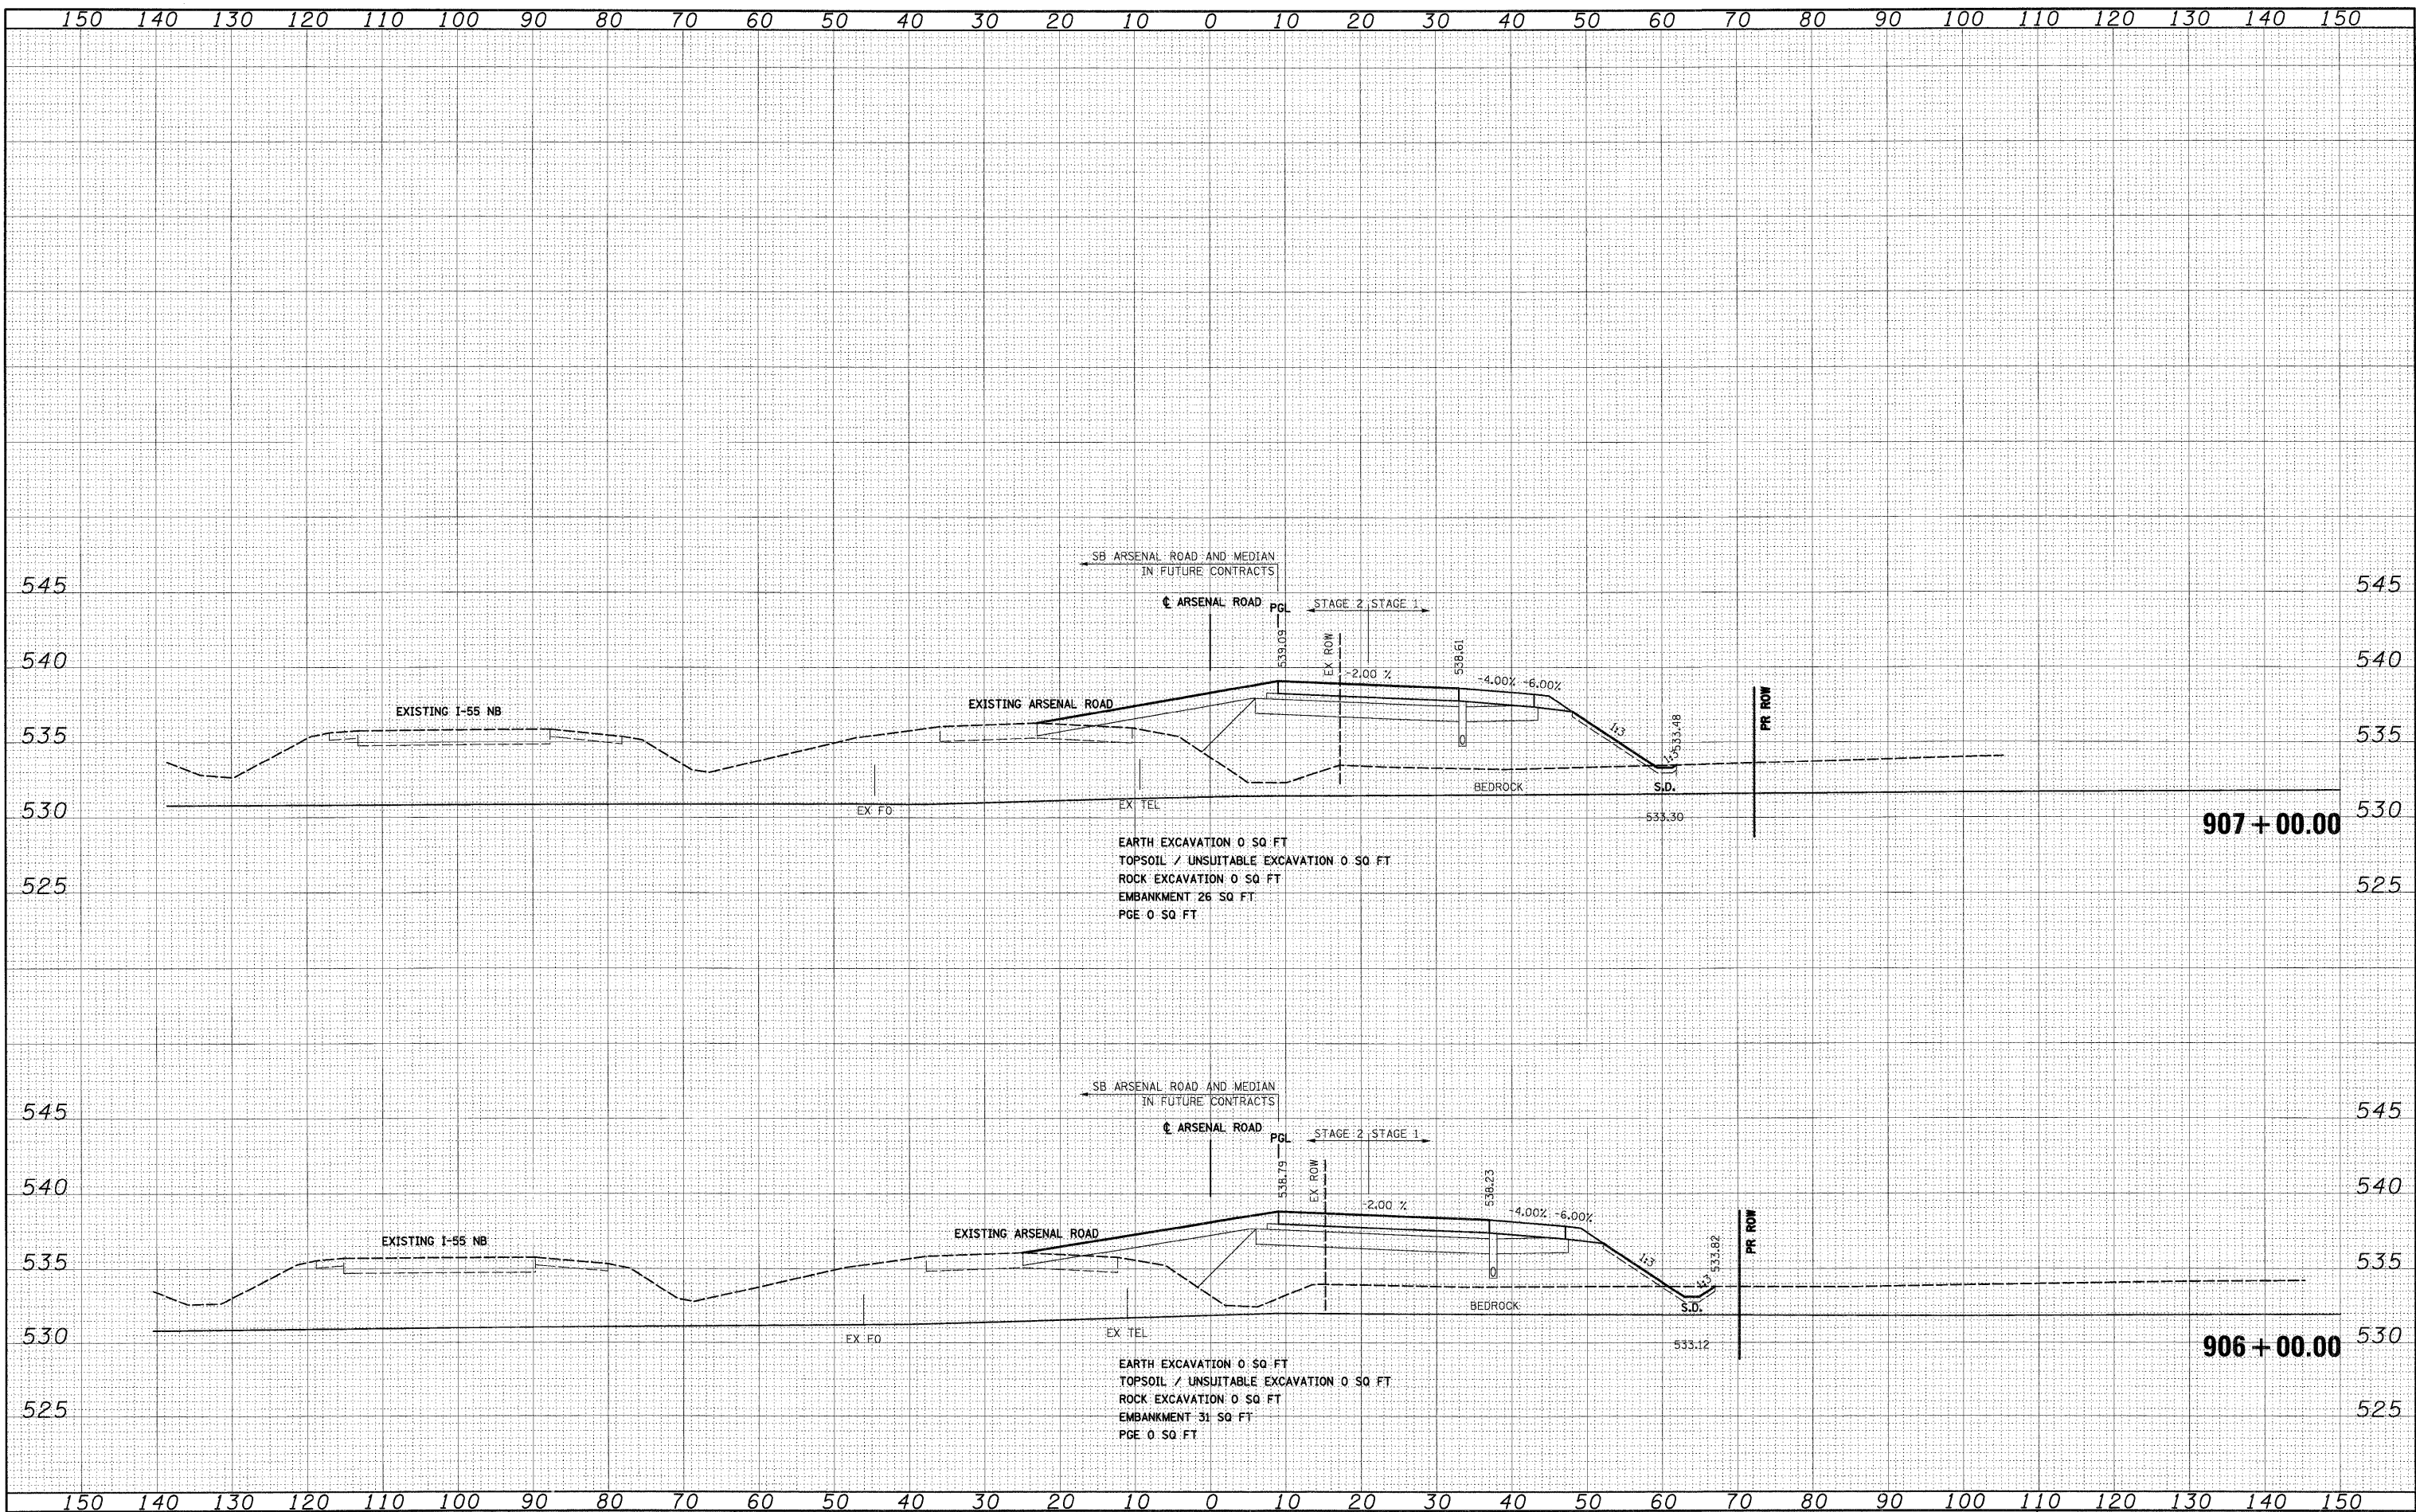 150 140 130 120 110 100 90 80 70 60 50 40 30 20 10 0 10 20 30 40 50 60 70 80 90 100 110 120 130 140 150
SB ARSENAL ROAD AND MEDIAN
IN FUTURE CONTRACTS
545 545
℄ ARSENAL ROAD PGL STAGE 2 STAGE 1
539.09
EX ROW
538.61
540 540
-2.00 % -4.00% -6.00%
EXISTING I-55 NB
EXISTING ARSENAL ROAD
PR ROW
1:3
1:3
533.48
535 535
BEDROCK
S.D.
EX FO
EX TEL
530 530
533.30
907+00.00
EARTH EXCAVATION 0 SQ FT
TOPSOIL / UNSUITABLE EXCAVATION 0 SQ FT
ROCK EXCAVATION 0 SQ FT
EMBANKMENT 26 SQ FT
PGE 0 SQ FT
525 525
SB ARSENAL ROAD AND MEDIAN
IN FUTURE CONTRACTS
545 545
℄ ARSENAL ROAD PGL STAGE 2 STAGE 1
538.79
EX ROW
538.23
540 540
-2.00 % -4.00% -6.00%
EXISTING I-55 NB
EXISTING ARSENAL ROAD
PR ROW
1:3
1:3
533.82
535 535
BEDROCK
S.D.
EX FO
EX TEL
530 530
533.12
906+00.00
EARTH EXCAVATION 0 SQ FT
TOPSOIL / UNSUITABLE EXCAVATION 0 SQ FT
ROCK EXCAVATION 0 SQ FT
EMBANKMENT 31 SQ FT
PGE 0 SQ FT
525 525
150 140 130 120 110 100 90 80 70 60 50 40 30 20 10 0 10 20 30 40 50 60 70 80 90 100 110 120 130 140 150